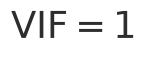 VIF = 1